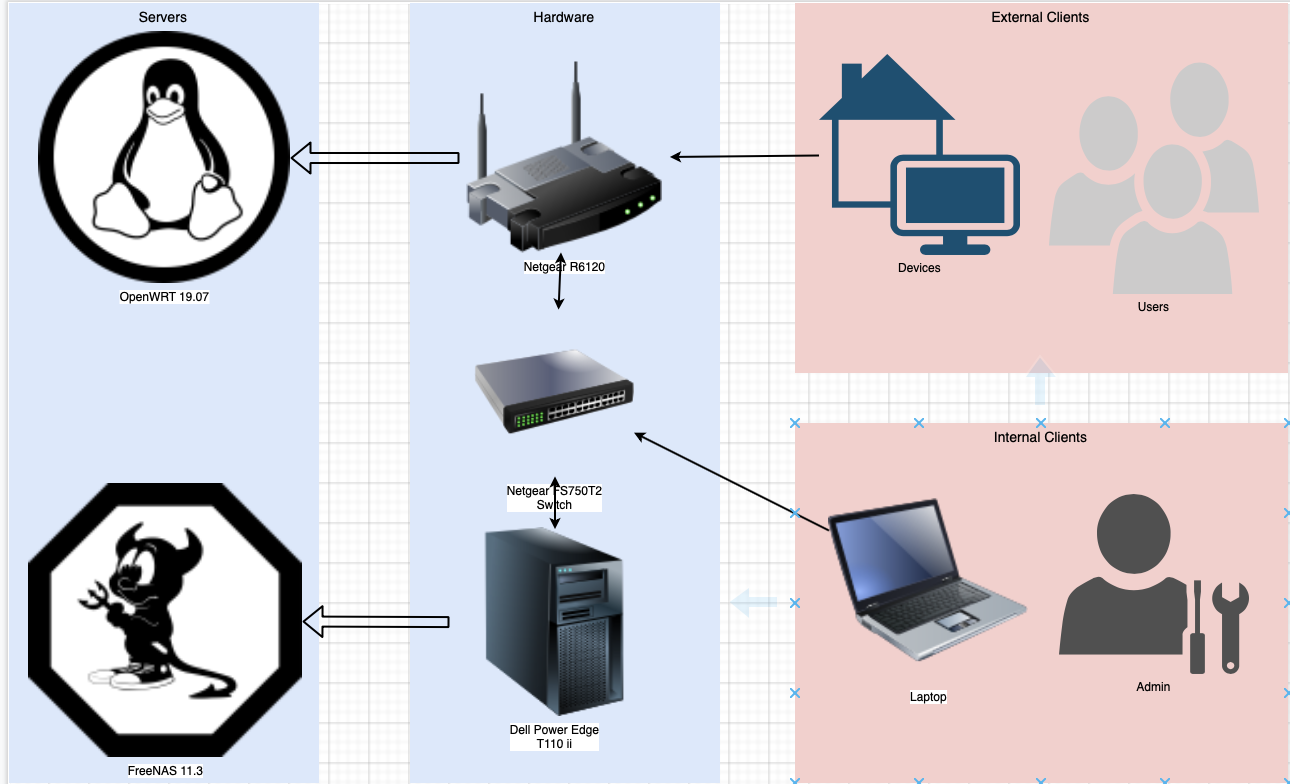 Servers
Hardware
External Clients
OpenWRT 19.07
Netgear R6120
Devices
Users
Internal Clients
Netgear FS750T2
Switch
Laptop
Admin
Dell Power Edge
T110 ii
FreeNAS 11.3